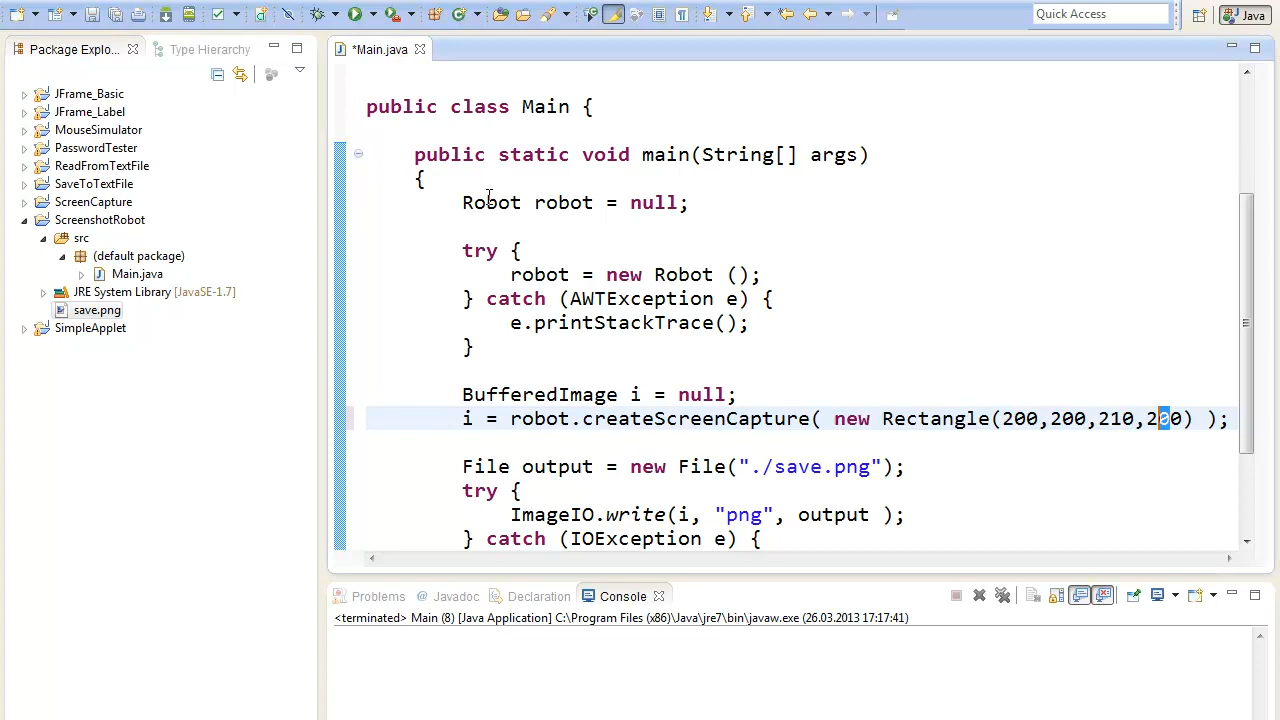 Quick Access
Java
Package Explo...
Type Hierarchy
JFrame_Basic
JFrame_Label
MouseSimulator
PasswordTester
ReadFromTextFile
SaveToTextFile
ScreenCapture
ScreenshotRobot
src
(default package)
Main.java
JRE System Library [JavaSE-1.7]
save.png
SimpleApplet
*Main.java
public class Main {
public static void main(String[] args)
{
Robot robot = null;
try {
robot = new Robot ();
} catch (AWTException e) {
e.printStackTrace();
}
BufferedImage i = null;
i = robot.createScreenCapture( new Rectangle(200,200,210,200) );
File output = new File("./save.png");
try {
ImageIO.write(i, "png", output );
} catch (IOException e) {
Problems
@ Javadoc
Declaration
Console
<terminated> Main (8) [Java Application] C:\Program Files (x86)\Java\jre7\bin\javaw.exe (26.03.2013 17:17:41)